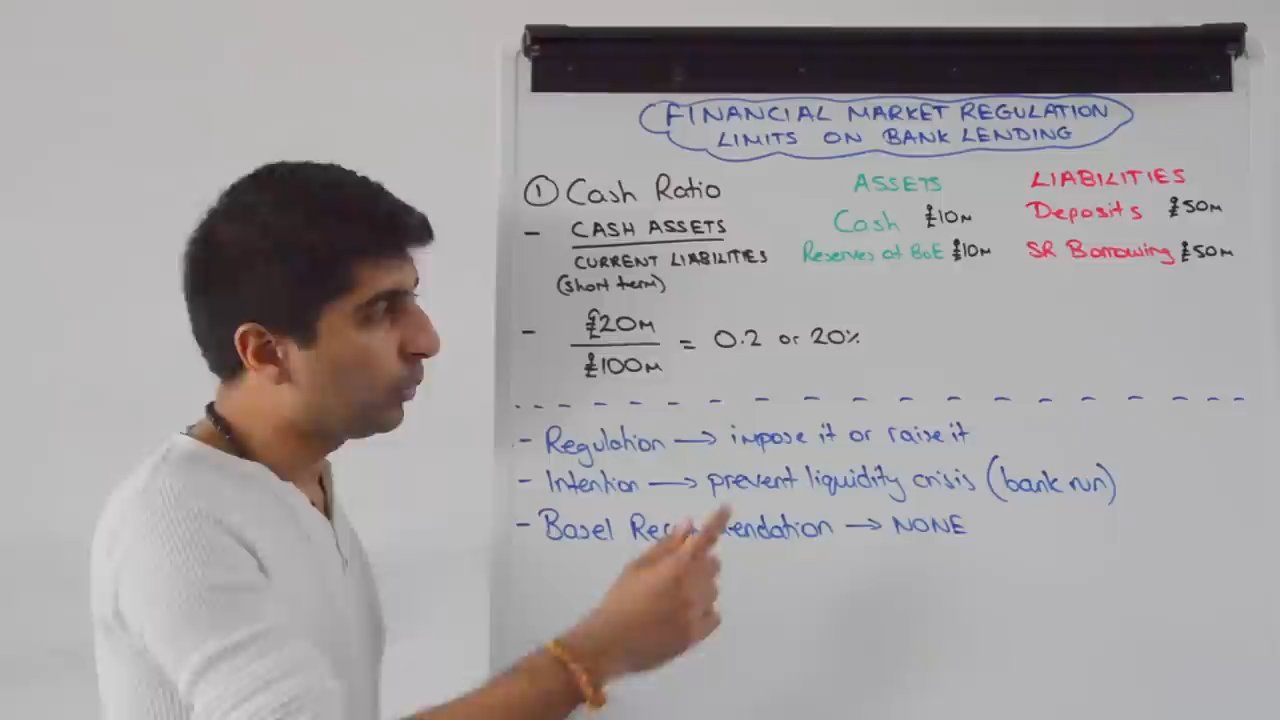 FINANCIAL MARKET REGULATION
LIMITS ON BANK LENDING
① Cash Ratio
- CASH ASSETS
CURRENT LIABILITIES
(short term)
- £20M
£100M
= 0.2 or 20%
ASSETS
Cash £10M
Reserves at BoE £10M
LIABILITIES
Deposits £50M
SR Borrowing £50M
- Regulation → impose it or raise it
- Intention → prevent liquidity crisis (bank run)
- Basel → NONE